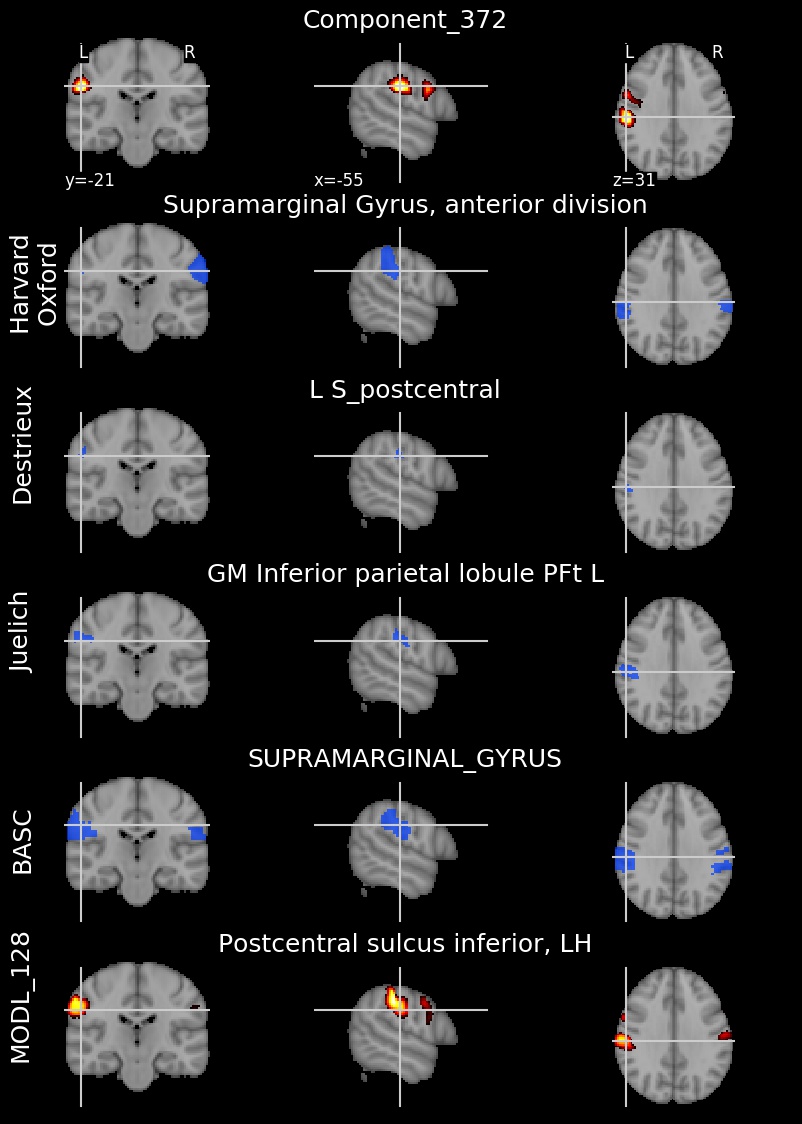 Component_372
L R L R
y=-21 x=-55 z=31
Supramarginal Gyrus, anterior division
Harvard
Oxford
L S_postcentral
Destrieux
GM Inferior parietal lobule PFt L
Juelich
SUPRAMARGINAL_GYRUS
BASC
Postcentral sulcus inferior, LH
MODL_128